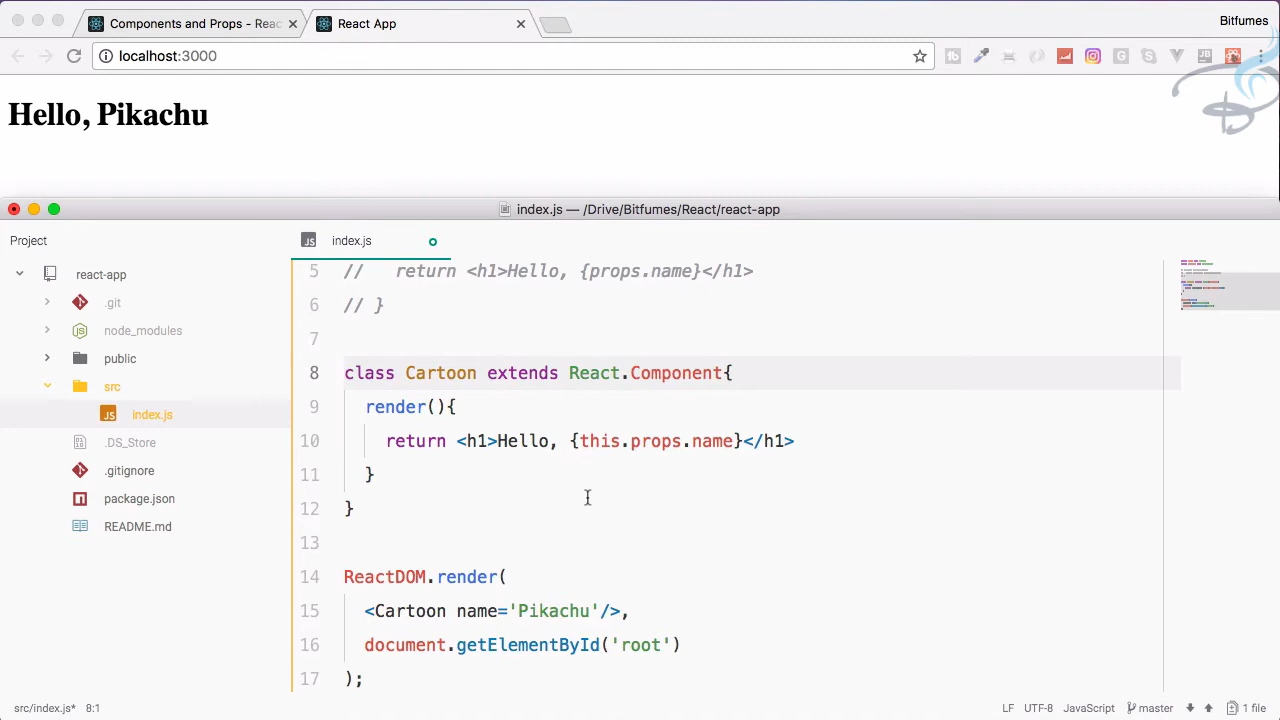 Components and Props - Reac
React App
Bitfumes
localhost:3000
Hello, Pikachu
index.js — /Drive/Bitfumes/React/react-app
Project
index.js
react-app
.git
node_modules
public
src
index.js
.DS_Store
.gitignore
package.json
README.md
5 //   return <h1>Hello, {props.name}</h1>
6 // }
7
8 class Cartoon extends React.Component{
9   render(){
10     return <h1>Hello, {this.props.name}</h1>
11   }
12 }
13
14 ReactDOM.render(
15   <Cartoon name='Pikachu'/>,
16   document.getElementById('root')
17 );
src/index.js* 8:1
LF UTF-8 JavaScript master 1 file